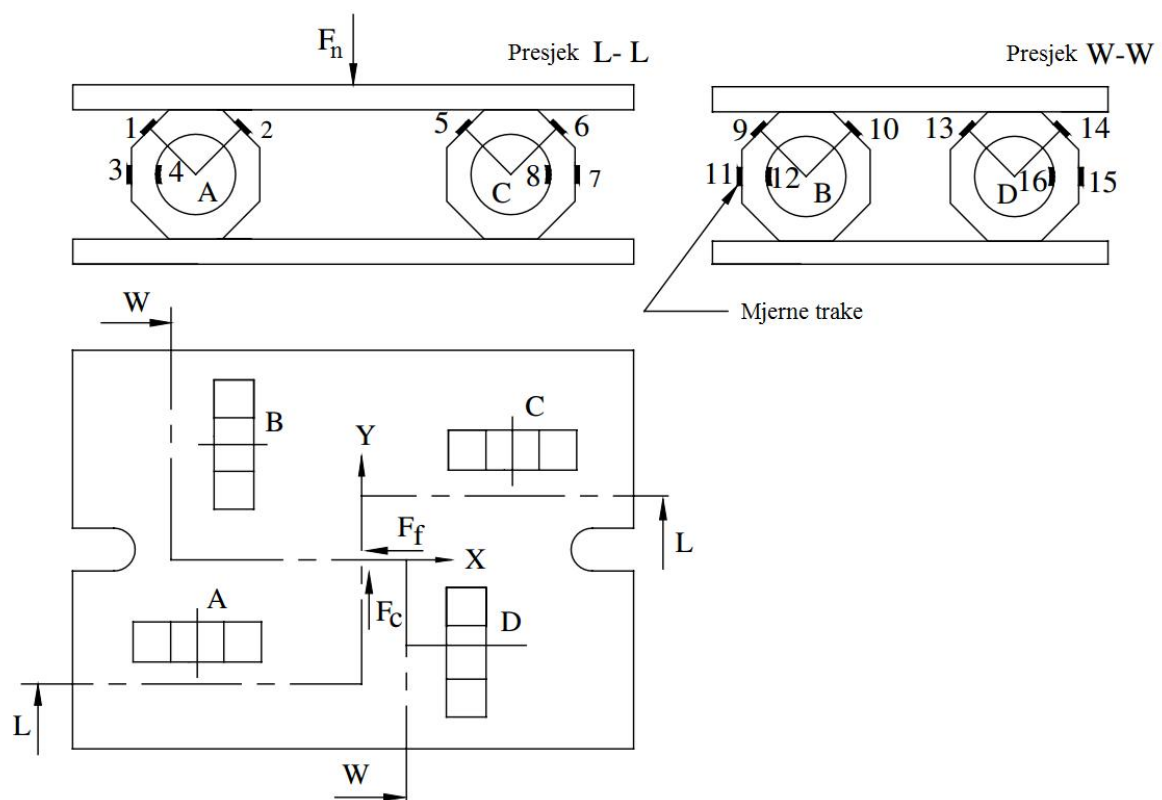 Fn
Presjek L- L
Presjek W-W
1 2 5 6
3 4 8 7
A C
9 10 13 14
11 12 16 15
B D
Mjerne trake
W
B
C
Y
Ff
X
L
Fc
A
D
L
W